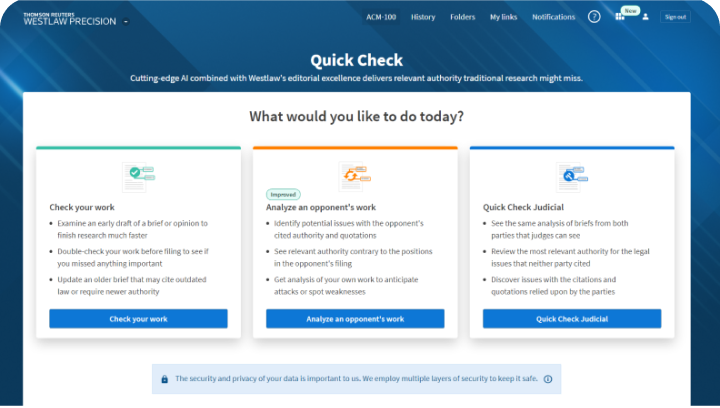 THOMSON REUTERS
WESTLAW PRECISION
ACM-100 History Folders My links Notifications ? New Sign out
Quick Check
Cutting-edge AI combined with Westlaw's editorial excellence delivers relevant authority traditional research might miss.
What would you like to do today?
Check your work
• Examine an early draft of a brief or opinion to
finish research much faster
• Double-check your work before filing to see if
you missed anything important
• Update an older brief that may cite outdated
law or require newer authority
Check your work
Improved
Analyze an opponent's work
• Identify potential issues with the opponent's
cited authority and quotations
• See relevant authority contrary to the positions
in the opponent's filing
• Get analysis of your own work to anticipate
attacks or spot weaknesses
Analyze an opponent's work
Quick Check Judicial
• See the same analysis of briefs from both
parties that judges can see
• Review the most relevant authority for the legal
issues that neither party cited
• Discover issues with the citations and
quotations relied upon by the parties
Quick Check Judicial
The security and privacy of your data is important to us. We employ multiple layers of security to keep it safe.